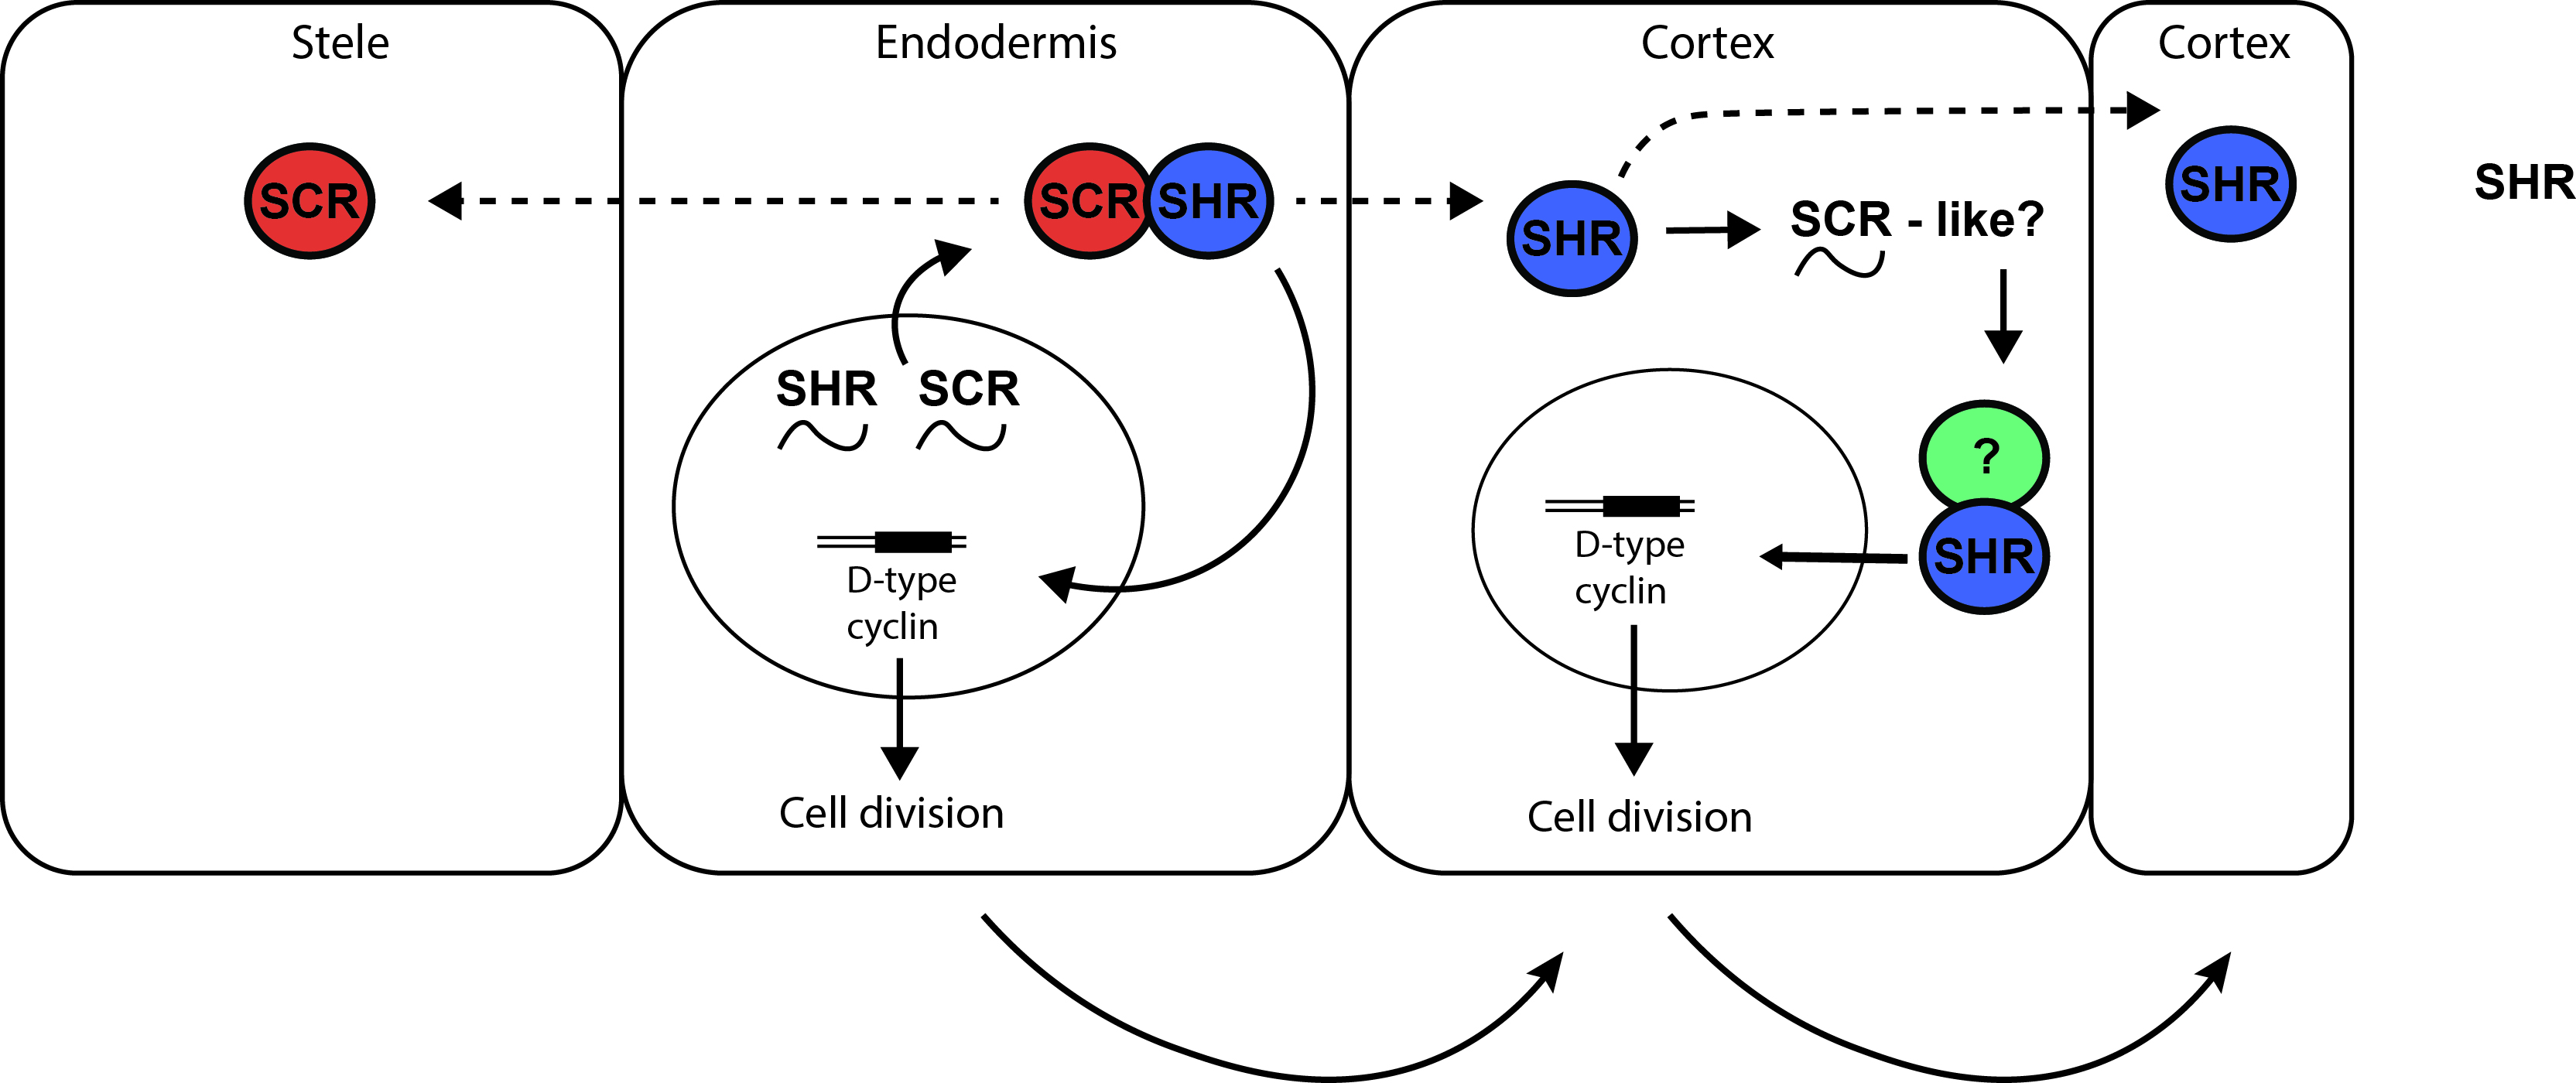 Stele
Endodermis
Cortex
Cortex
SCR
SCR
SHR
SHR
SCR - like?
SHR
SHR
SHR
SCR
?
SHR
D-type
cyclin
D-type
cyclin
Cell division
Cell division